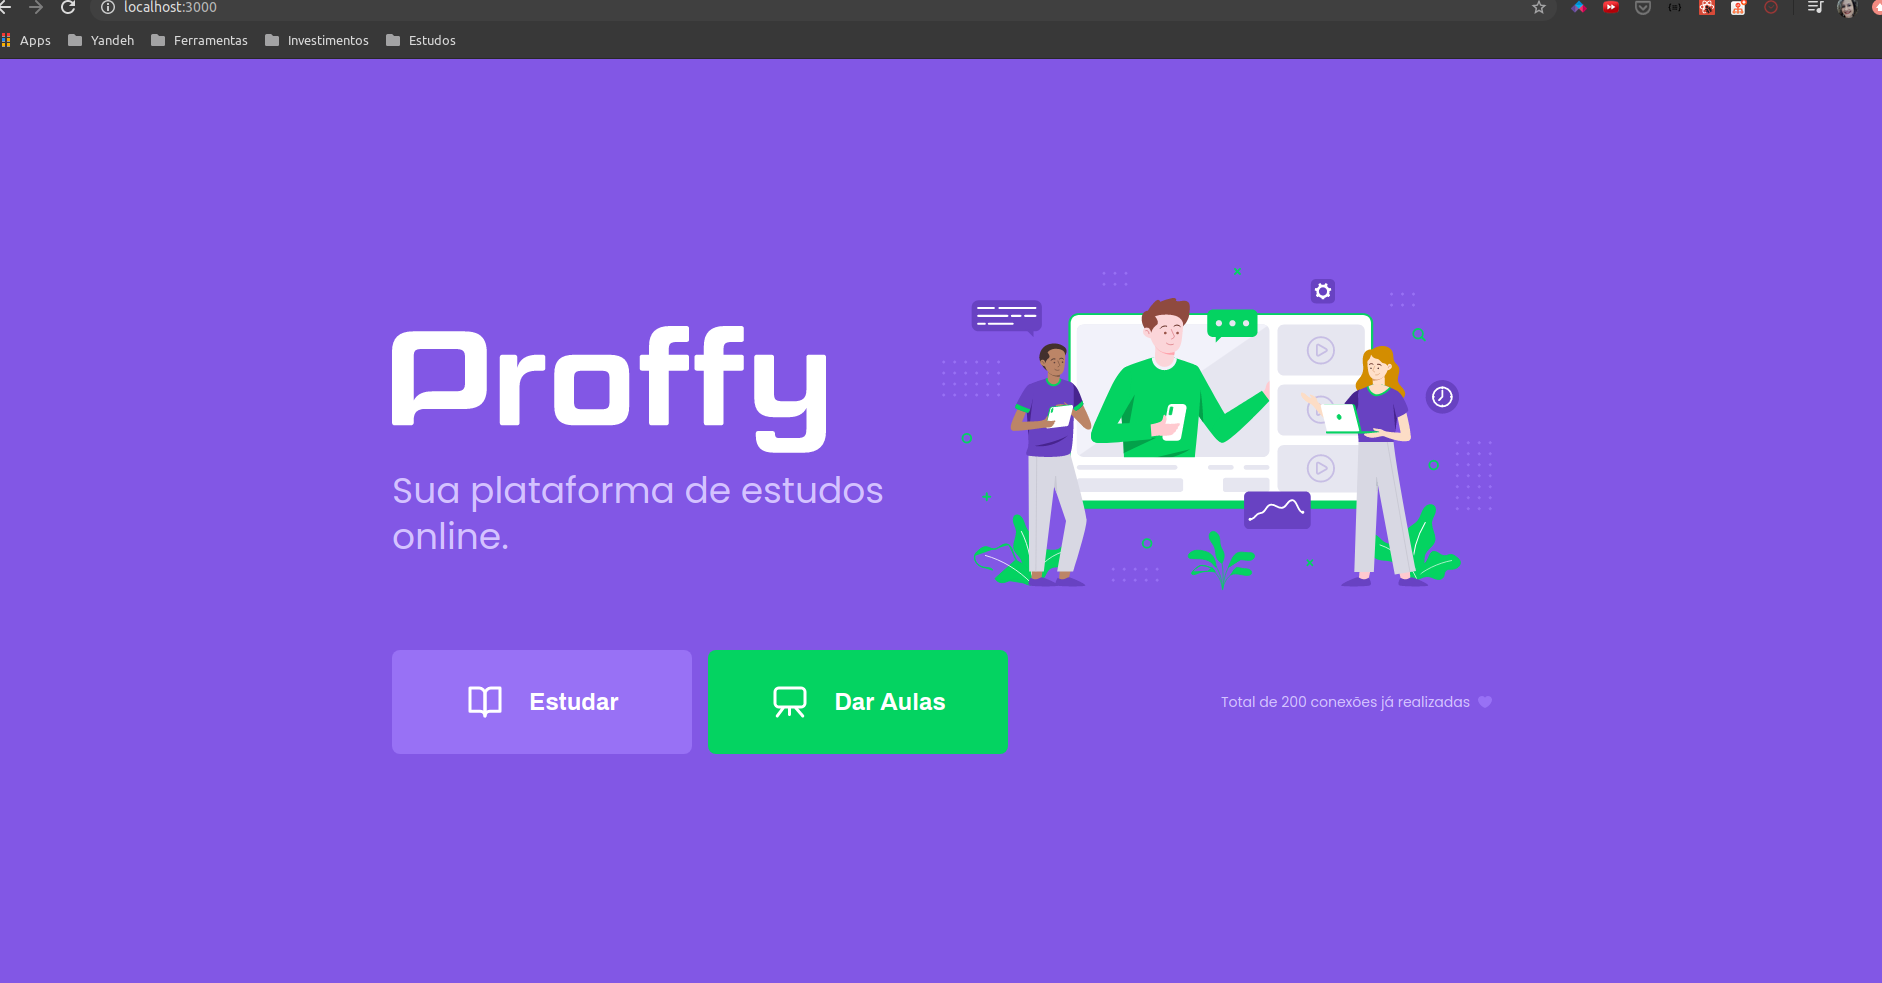 localhost:3000
Apps Yandeh Ferramentas Investimentos Estudos
Proffy
Sua plataforma de estudos
online.
Estudar
Dar Aulas
Total de 200 conexões já realizadas